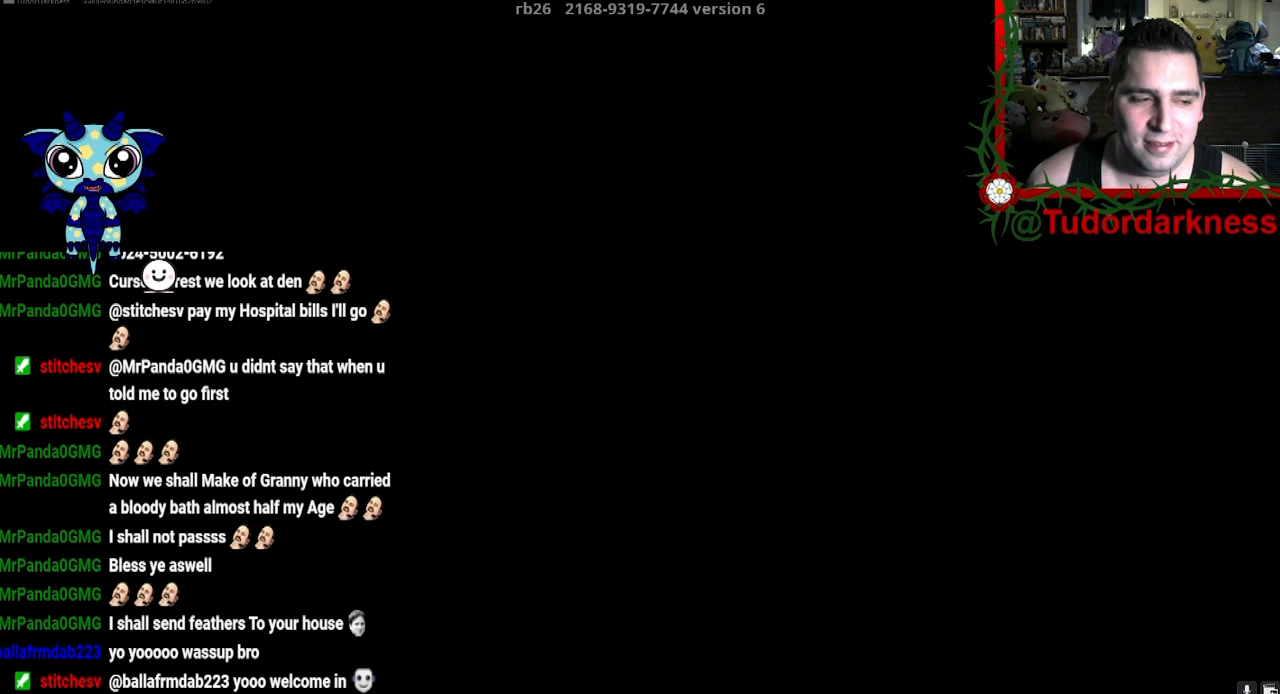 rb26 2168-9319-7744 version 6
@Tudordarkness
MrPanda0GMG
MrPanda0GMG rest we look at den
MrPanda0GMG @stitchesv pay my Hospital bills I'll go
stitchesv @MrPanda0GMG u didnt say that when u
told me to go first
stitchesv
MrPanda0GMG
MrPanda0GMG Now we shall Make of Granny who carried
a bloody bath almost half my Age
MrPanda0GMG I shall not passss
MrPanda0GMG Bless ye aswell
MrPanda0GMG
MrPanda0GMG I shall send feathers To your house
ballafrmdab223 yo yooooo wassup bro
stitchesv @ballafrmdab223 yooo welcome in